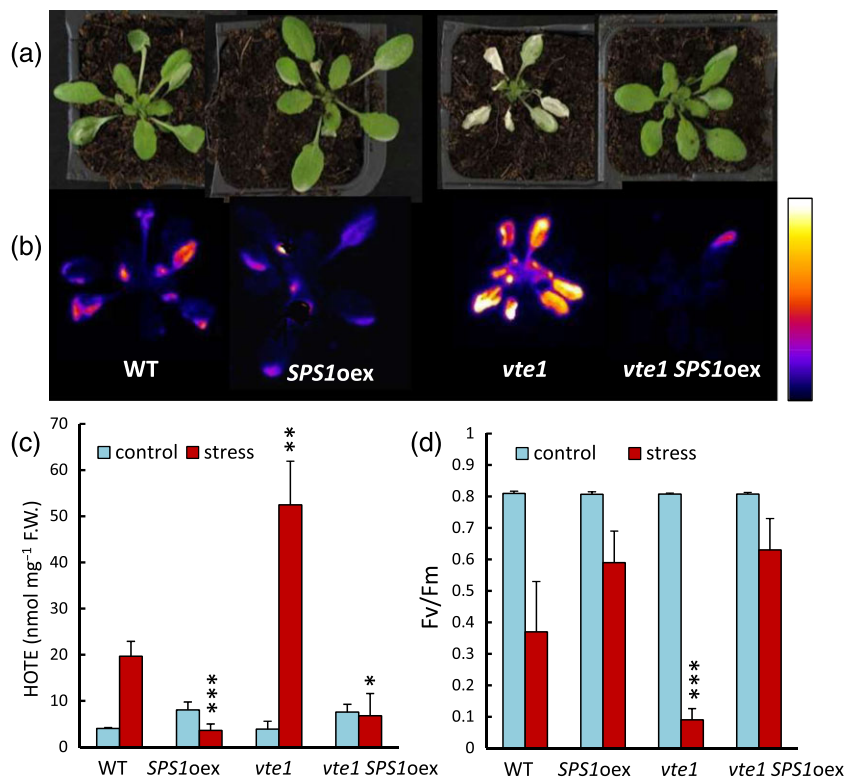 (a)
(b)
WT
SPS1oex
vte1
vte1 SPS1oex
(c)
control
stress
HOTE (nmol mg⁻¹ F.W.)
70
60
50
40
30
20
10
0
***
**
*
WT
SPS1oex
vte1
vte1 SPS1oex
(d)
control
stress
Fv/Fm
1
0.9
0.8
0.7
0.6
0.5
0.4
0.3
0.2
0.1
0
***
WT
SPS1oex
vte1
vte1 SPS1oex